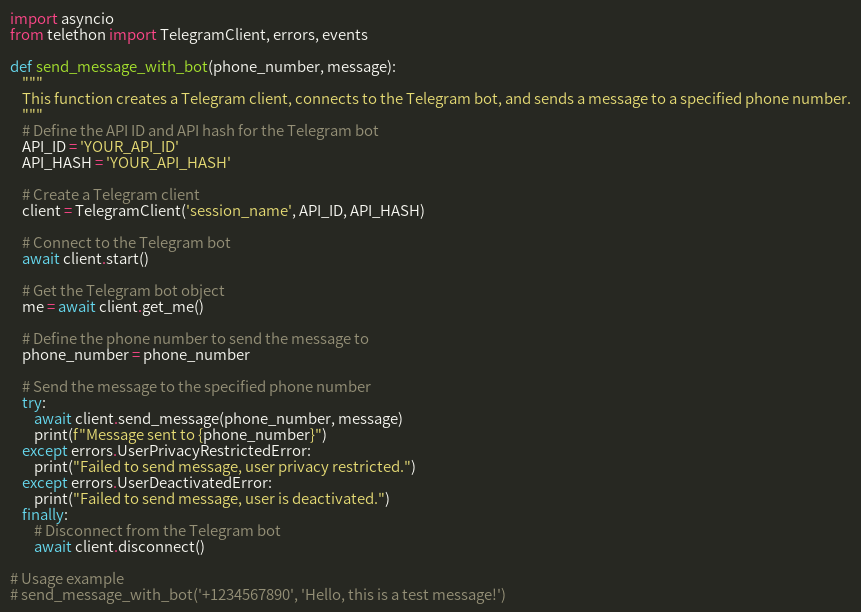 import asyncio
from telethon import TelegramClient, errors, events

def send_message_with_bot(phone_number, message):
    """
    This function creates a Telegram client, connects to the Telegram bot, and sends a message to a specified phone number.
    """
    # Define the API ID and API hash for the Telegram bot
    API_ID = 'YOUR_API_ID'
    API_HASH = 'YOUR_API_HASH'

    # Create a Telegram client
    client = TelegramClient('session_name', API_ID, API_HASH)

    # Connect to the Telegram bot
    await client.start()

    # Get the Telegram bot object
    me = await client.get_me()

    # Define the phone number to send the message to
    phone_number = phone_number

    # Send the message to the specified phone number
    try:
        await client.send_message(phone_number, message)
        print(f"Message sent to {phone_number}")
    except errors.UserPrivacyRestrictedError:
        print("Failed to send message, user privacy restricted.")
    except errors.UserDeactivatedError:
        print("Failed to send message, user is deactivated.")
    finally:
        # Disconnect from the Telegram bot
        await client.disconnect()

# Usage example
# send_message_with_bot('+1234567890', 'Hello, this is a test message!')